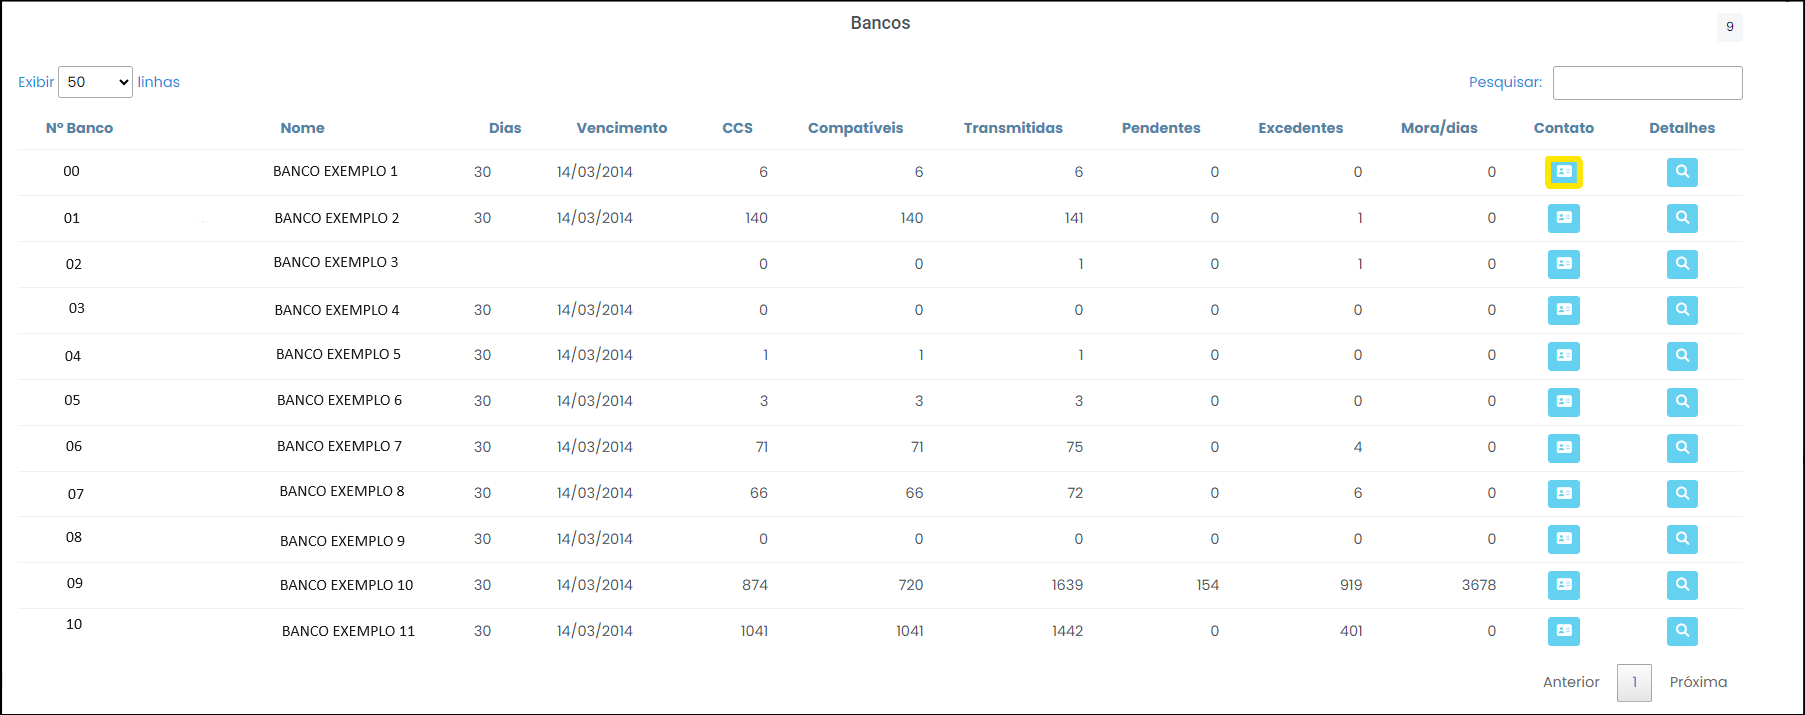 Bancos
9
Exibir 50 linhas Pesquisar:
Nº Banco Nome Dias Vencimento CCS Compatíveis Transmitidas Pendentes Excedentes Mora/dias Contato Detalhes
00 BANCO EXEMPLO 1 30 14/03/2014 6 6 6 0 0 0
01 BANCO EXEMPLO 2 30 14/03/2014 140 140 141 0 1 0
02 BANCO EXEMPLO 3 0 0 1 0 1 0
03 BANCO EXEMPLO 4 30 14/03/2014 0 0 0 0 0 0
04 BANCO EXEMPLO 5 30 14/03/2014 1 1 1 0 0 0
05 BANCO EXEMPLO 6 30 14/03/2014 3 3 3 0 0 0
06 BANCO EXEMPLO 7 30 14/03/2014 71 71 75 0 4 0
07 BANCO EXEMPLO 8 30 14/03/2014 66 66 72 0 6 0
08 BANCO EXEMPLO 9 30 14/03/2014 0 0 0 0 0 0
09 BANCO EXEMPLO 10 30 14/03/2014 874 720 1639 154 919 3678
10 BANCO EXEMPLO 11 30 14/03/2014 1041 1041 1442 0 401 0
Anterior 1 Próxima